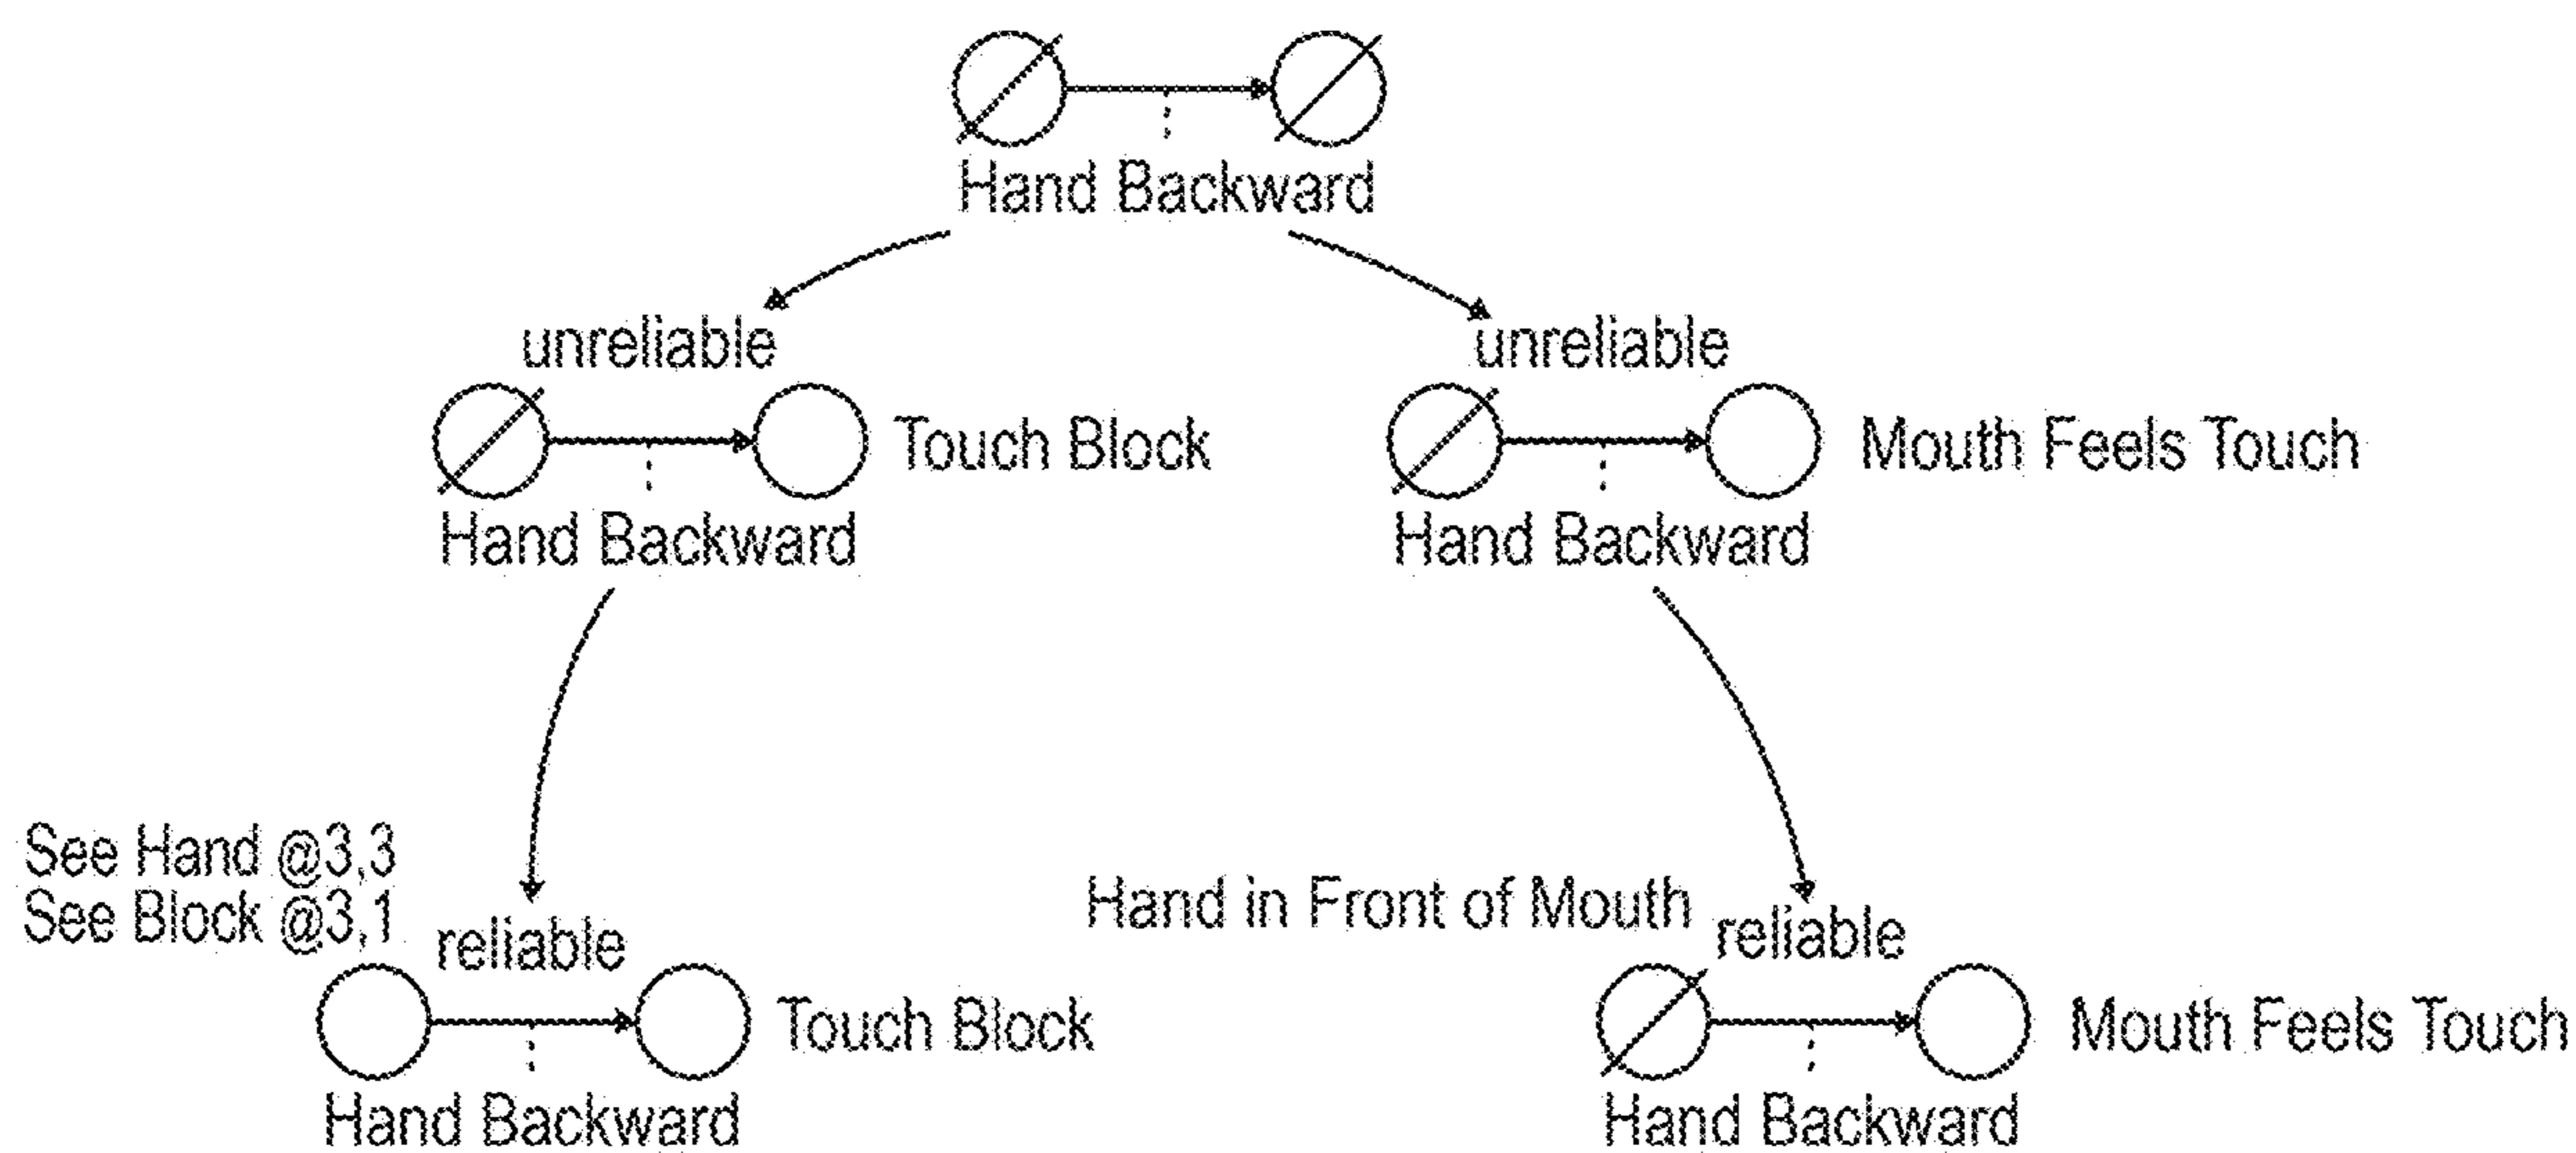 Hand Backward
unreliable
unreliable
Touch Block
Mouth Feels Touch
Hand Backward
Hand Backward
See Hand @3,3
See Block @3,1
reliable
Hand in Front of Mouth
reliable
Touch Block
Mouth Feels Touch
Hand Backward
Hand Backward